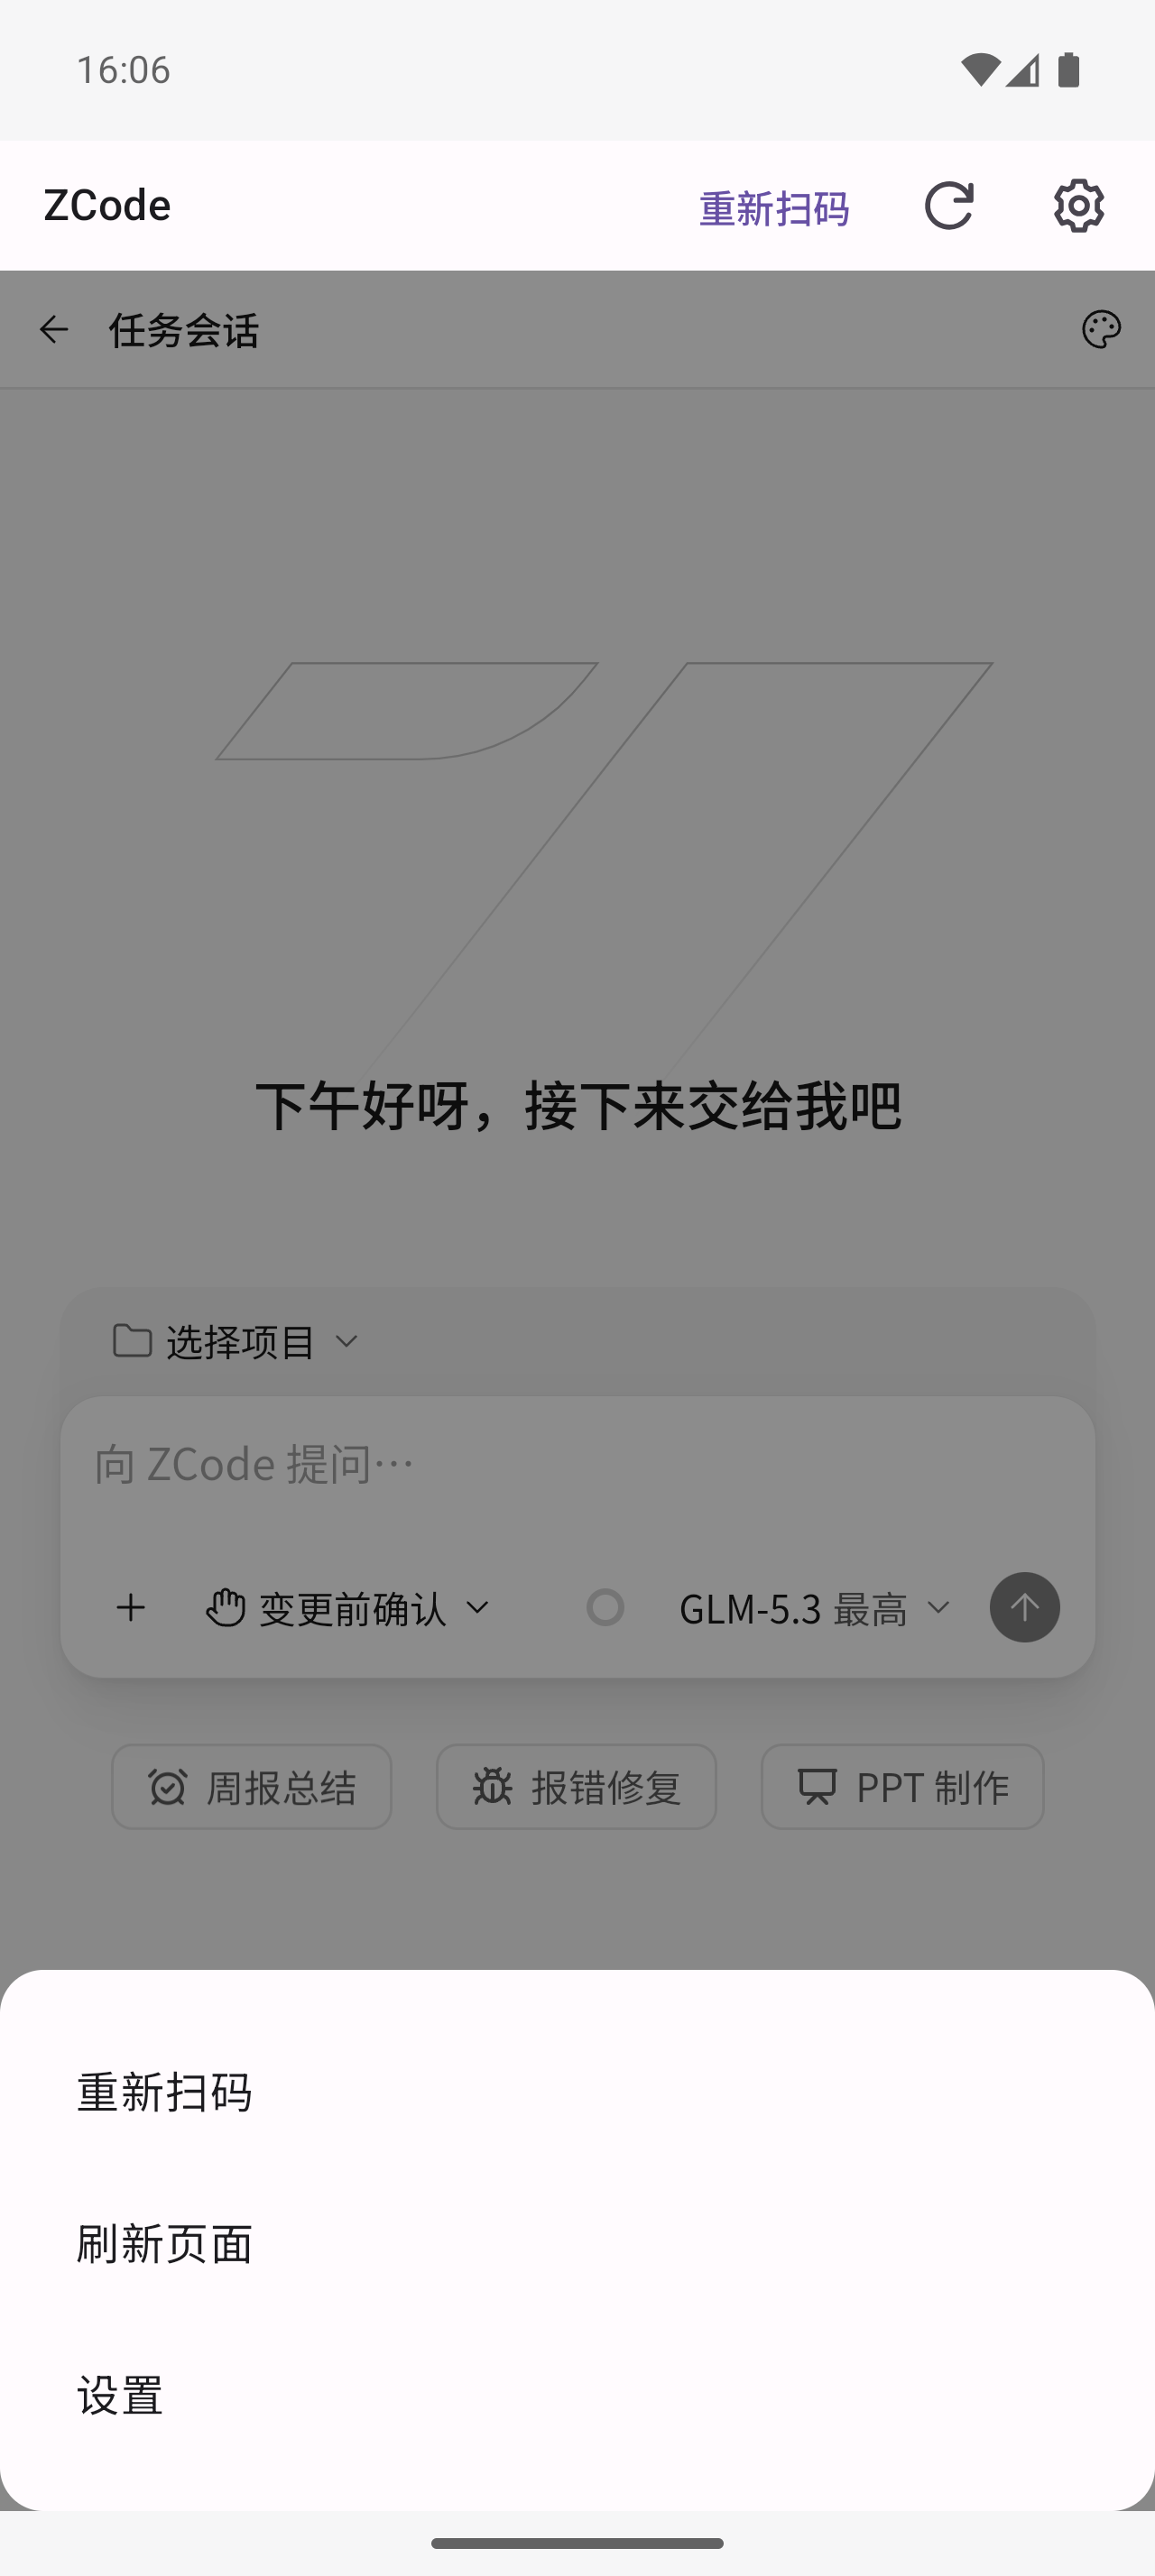 16:06
ZCode 重新扫码
任务会话
下午好呀，接下来交给我吧
选择项目
向 ZCode 提问…
变更前确认 GLM-5.3 最高
周报总结 报错修复 PPT 制作
重新扫码
刷新页面
设置